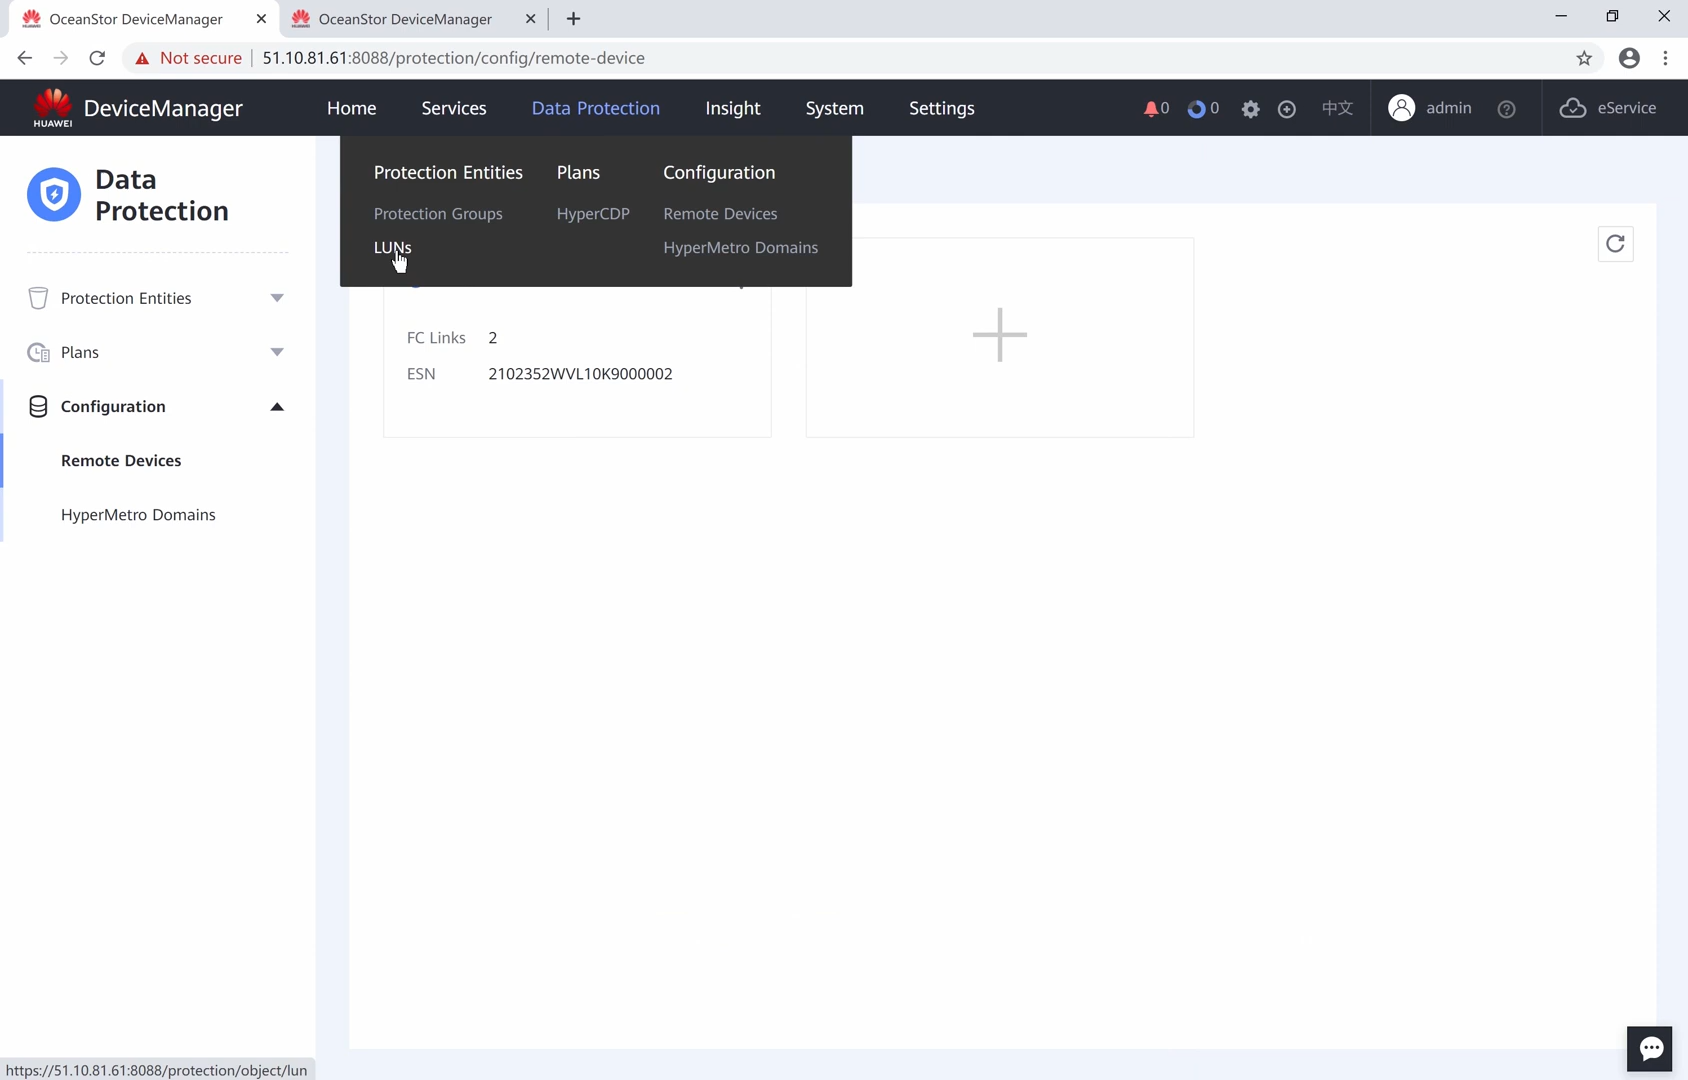 OceanStor DeviceManager
OceanStor DeviceManager
Not secure
51.10.81.61:8088/protection/config/remote-device
HUAWEI
DeviceManager
Home
Services
Data Protection
Insight
System
Settings
0
0
中文
admin
eService
Data
Protection
Protection Entities
Plans
Configuration
Protection Groups
HyperCDP
Remote Devices
LUNs
HyperMetro Domains
Protection Entities
Plans
Configuration
Remote Devices
HyperMetro Domains
FC Links 2
ESN 2102352WVL10K9000002
https://51.10.81.61:8088/protection/object/lun